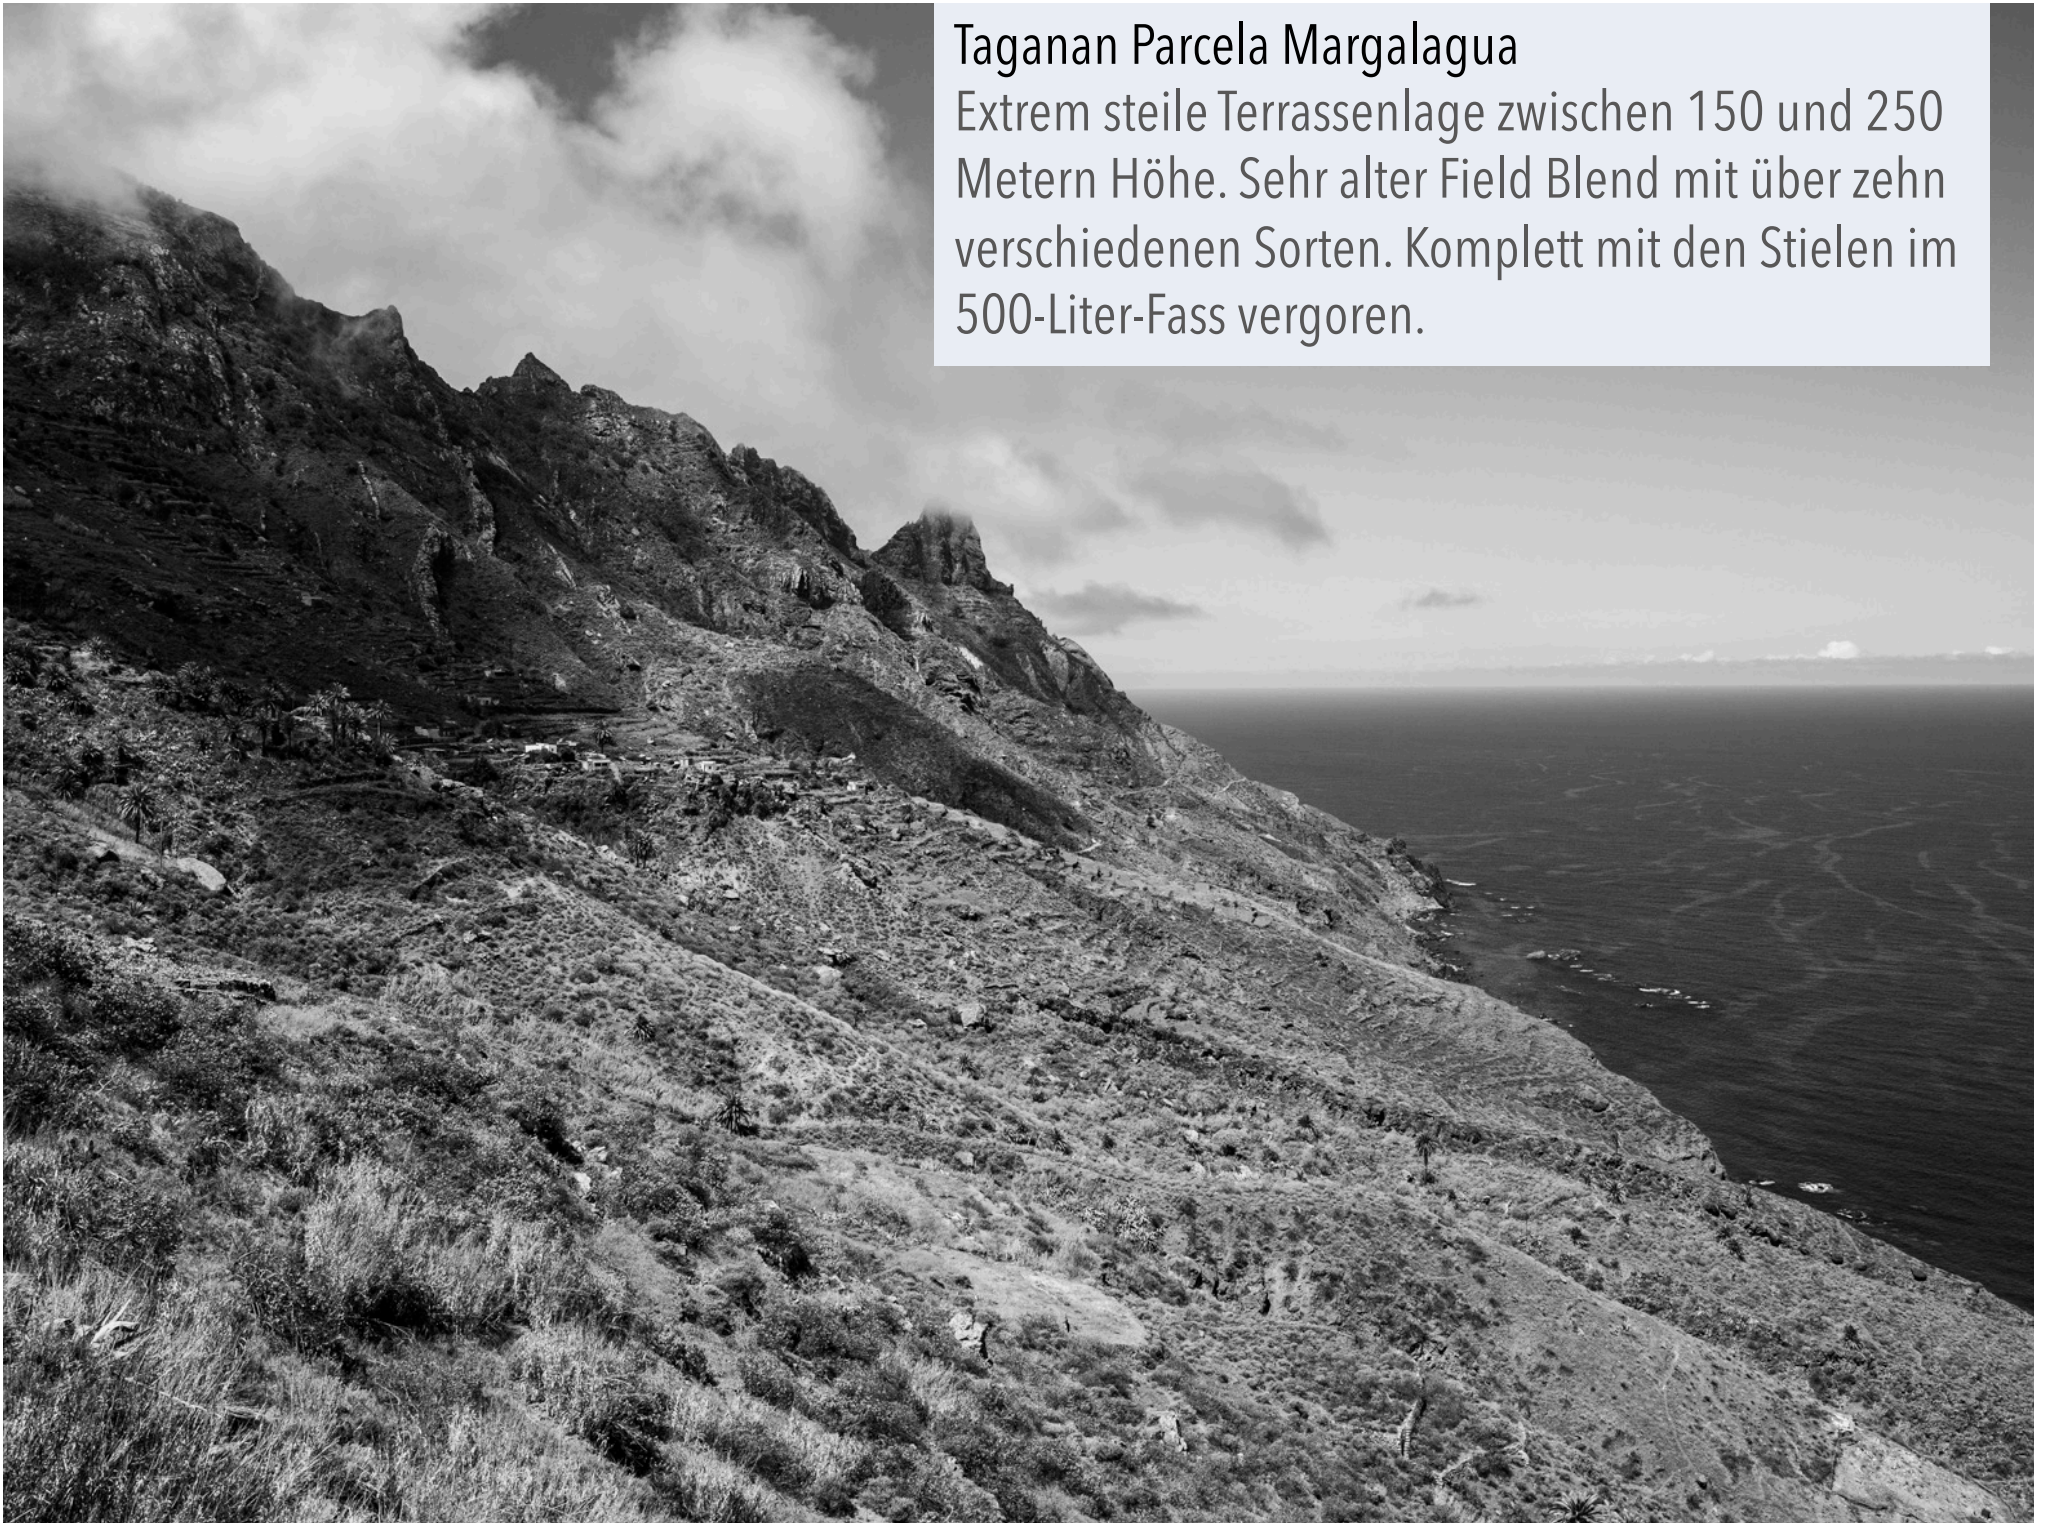 Taganan Parcela Margalagua
Extrem steile Terrassenlage zwischen 150 und 250
Metern Höhe. Sehr alter Field Blend mit über zehn
verschiedenen Sorten. Komplett mit den Stielen im
500-Liter-Fass vergoren.